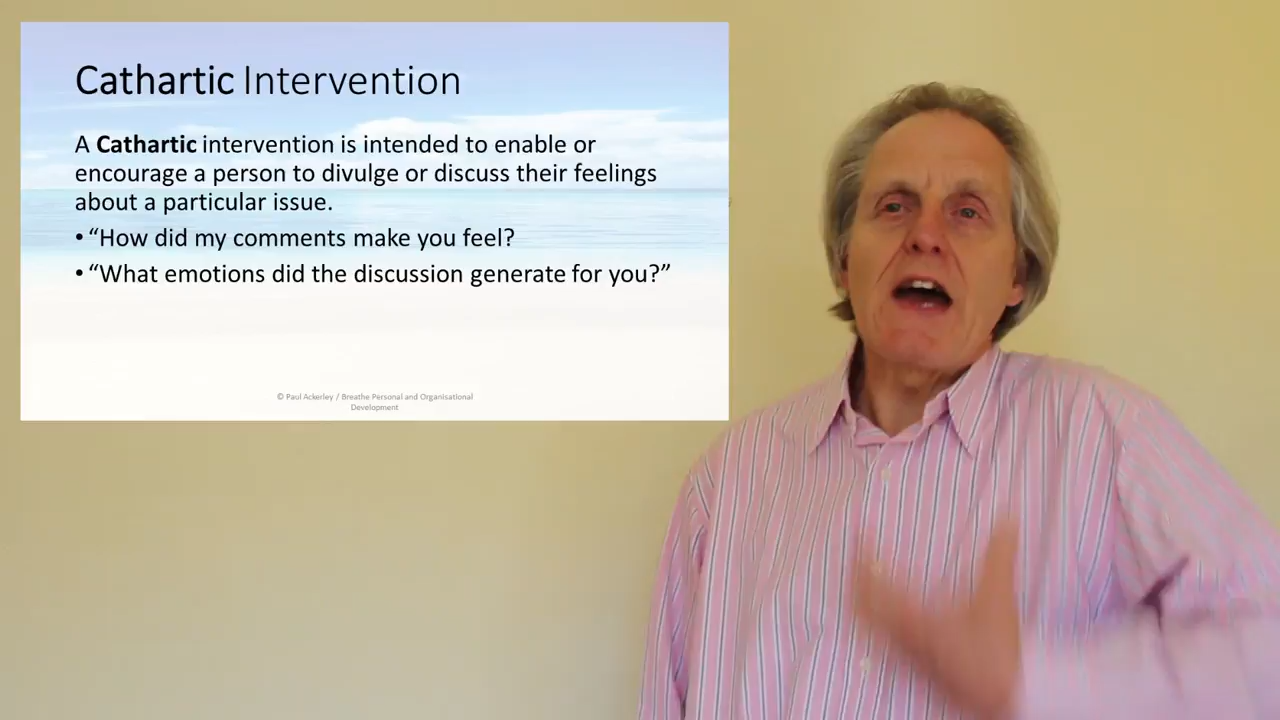 Cathartic Intervention
A Cathartic intervention is intended to enable or
encourage a person to divulge or discuss their feelings
about a particular issue.
• “How did my comments make you feel?
• “What emotions did the discussion generate for you?”
© Paul Ackerley / Breathe Personal and Organisational
Development